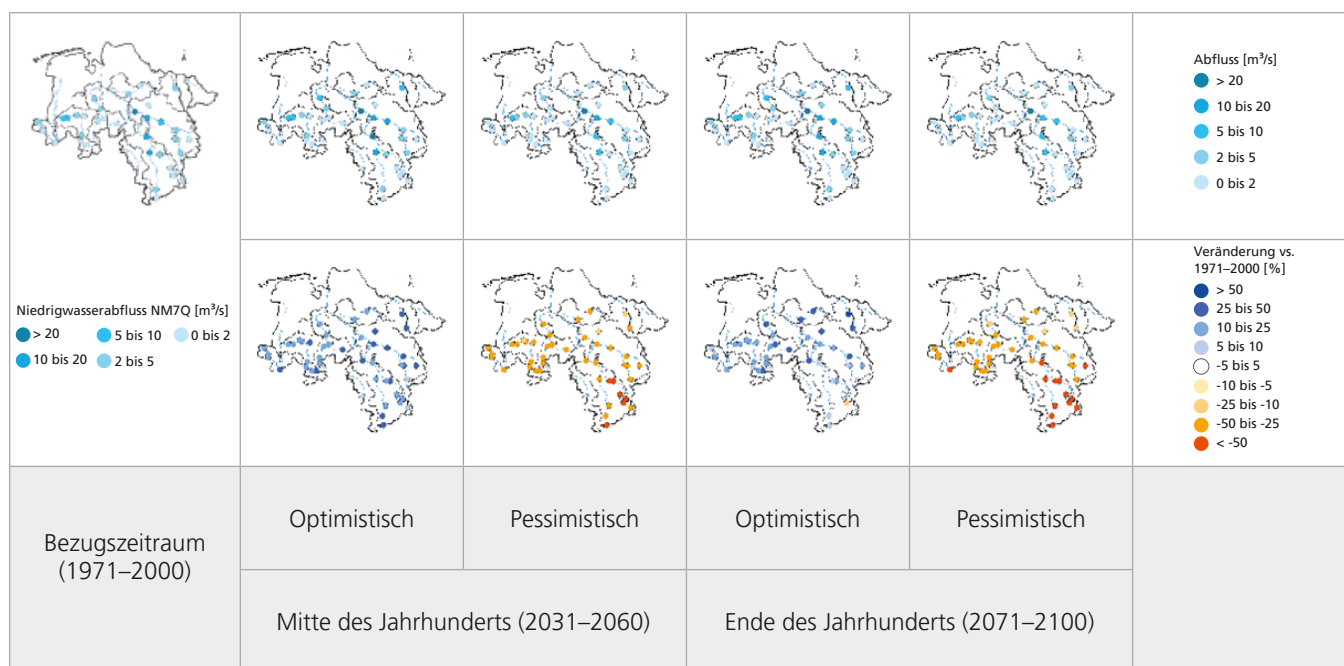 Abfluss [m³/s]
> 20
10 bis 20
5 bis 10
2 bis 5
0 bis 2
Niedrigwasserabfluss NM7Q [m³/s]
> 20 5 bis 10 0 bis 2
10 bis 20 2 bis 5
Veränderung vs.
1971–2000 [%]
> 50
25 bis 50
10 bis 25
5 bis 10
-5 bis 5
-10 bis -5
-25 bis -10
-50 bis -25
< -50
Bezugszeitraum
(1971–2000)
Optimistisch Pessimistisch Optimistisch Pessimistisch
Mitte des Jahrhunderts (2031–2060) Ende des Jahrhunderts (2071–2100)